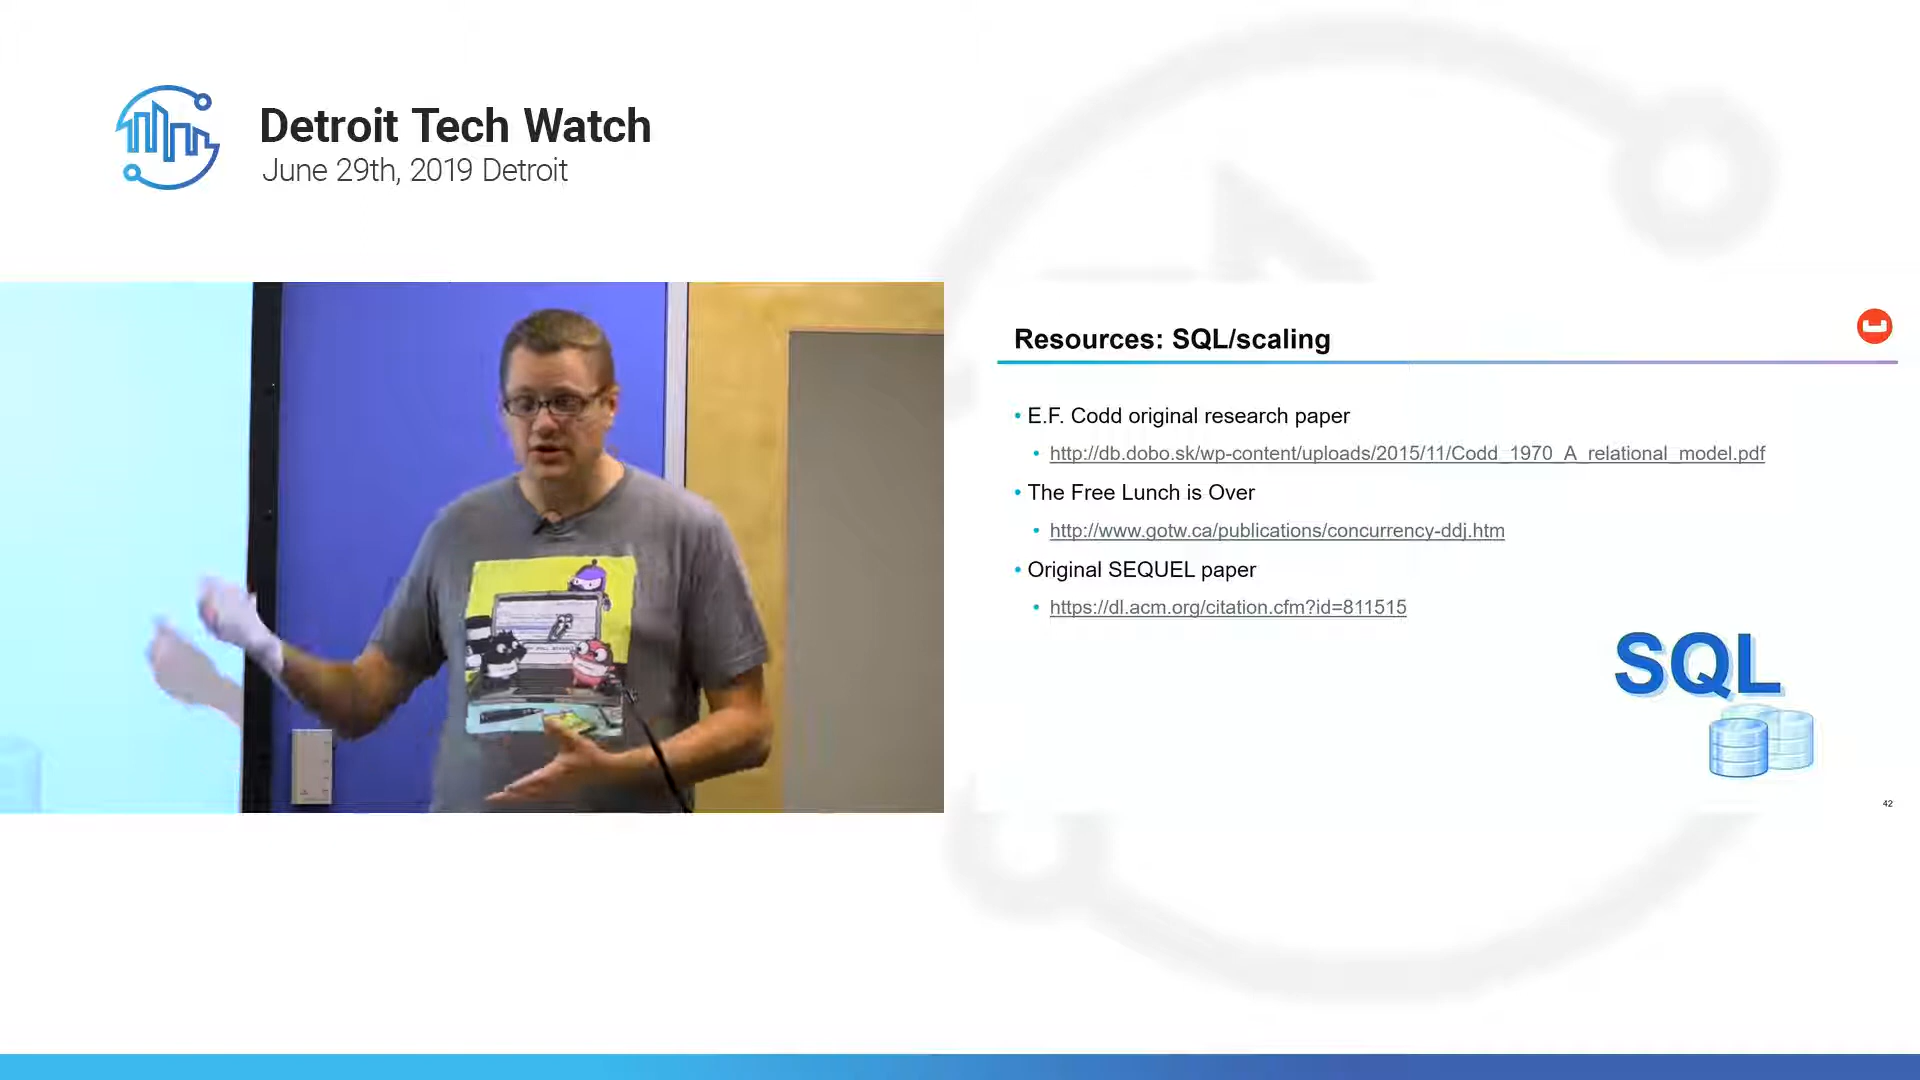 Detroit Tech Watch
June 29th, 2019 Detroit
Resources: SQL/scaling
• E.F. Codd original research paper
• http://db.dobo.sk/wp-content/uploads/2015/11/Codd_1970_A_relational_model.pdf
• The Free Lunch is Over
• http://www.gotw.ca/publications/concurrency-ddj.htm
• Original SEQUEL paper
• https://dl.acm.org/citation.cfm?id=811515
SQL
42